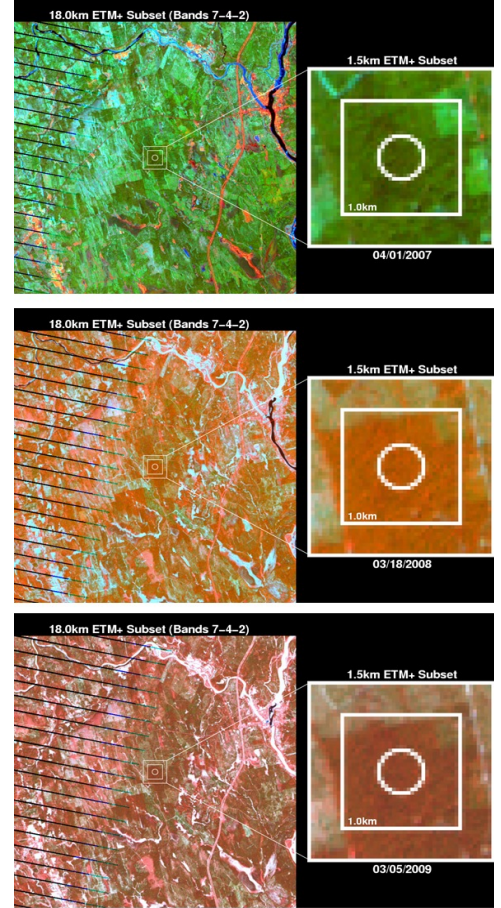 18.0km ETM+ Subset (Bands 7-4-2)
1.5km ETM+ Subset
1.0km
04/01/2007
18.0km ETM+ Subset (Bands 7-4-2)
1.5km ETM+ Subset
1.0km
03/18/2008
18.0km ETM+ Subset (Bands 7-4-2)
1.5km ETM+ Subset
1.0km
03/05/2009